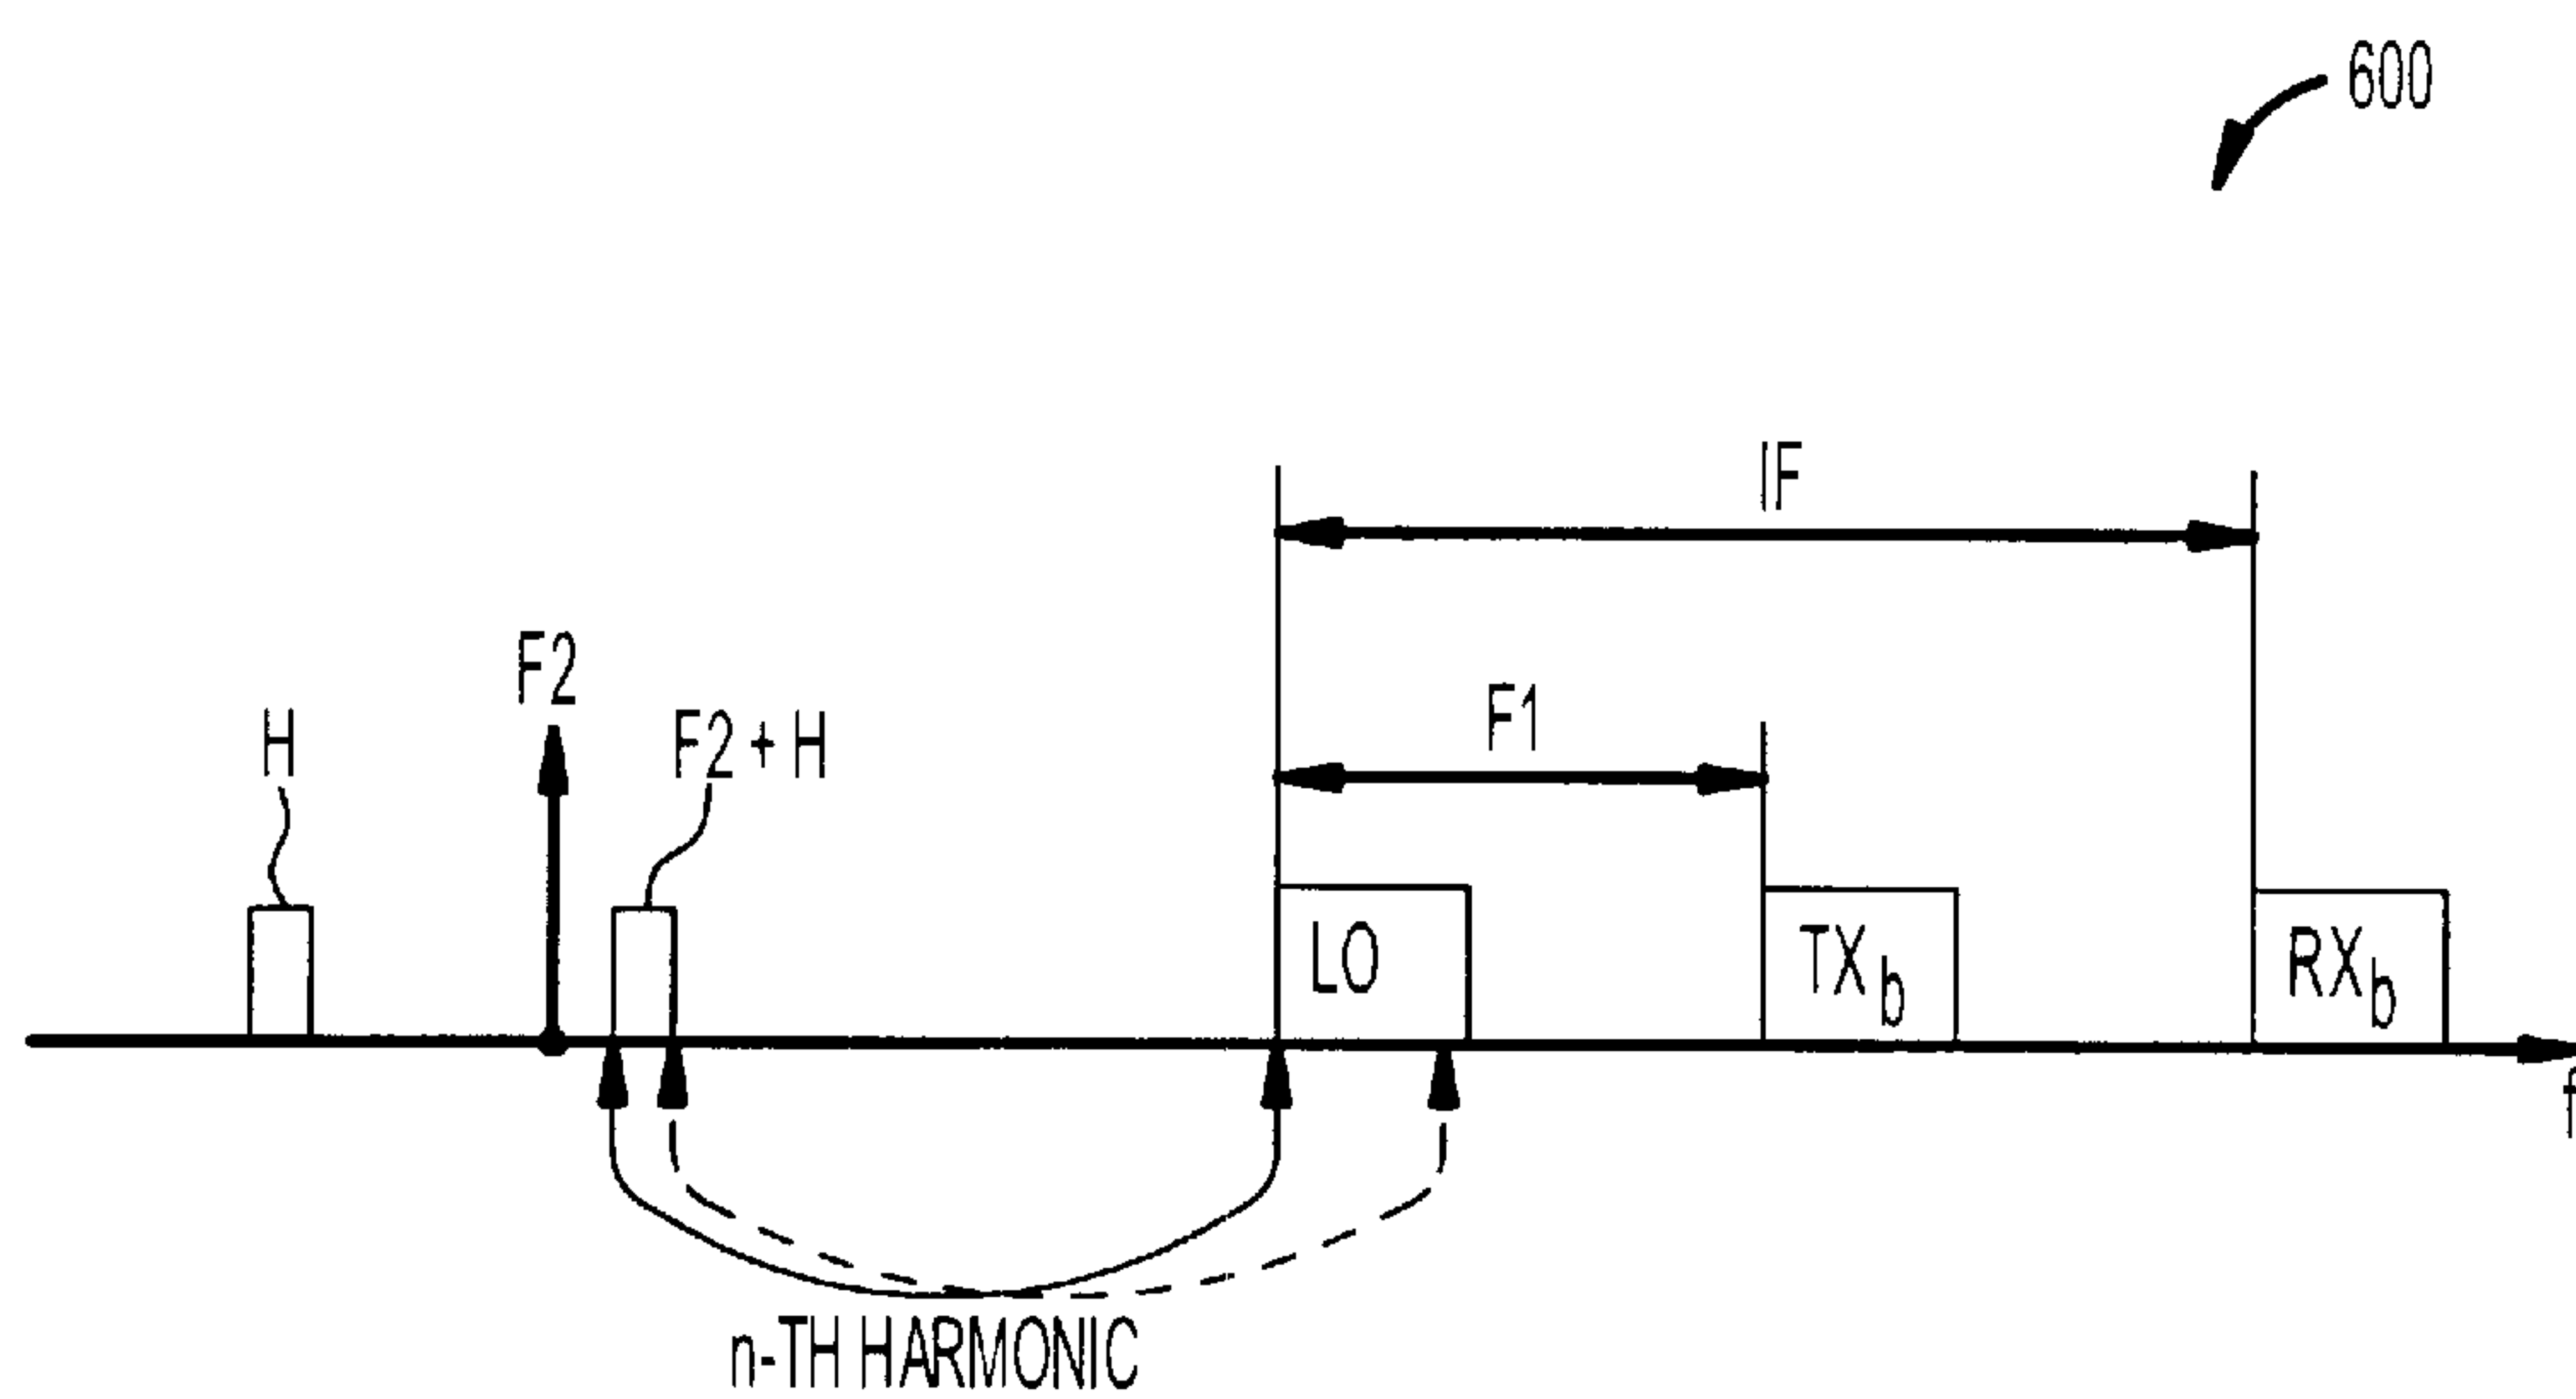 600
IF
F2
F1
H
F2 + H
LO
TXb
RXb
f
n-TH HARMONIC